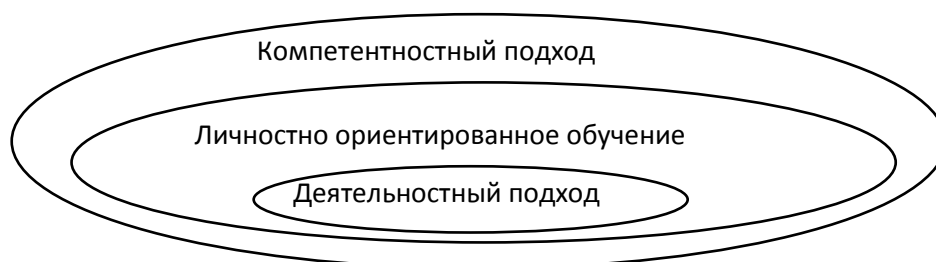 Компетентностный подход
Личностно ориентированное обучение
Деятельностный подход